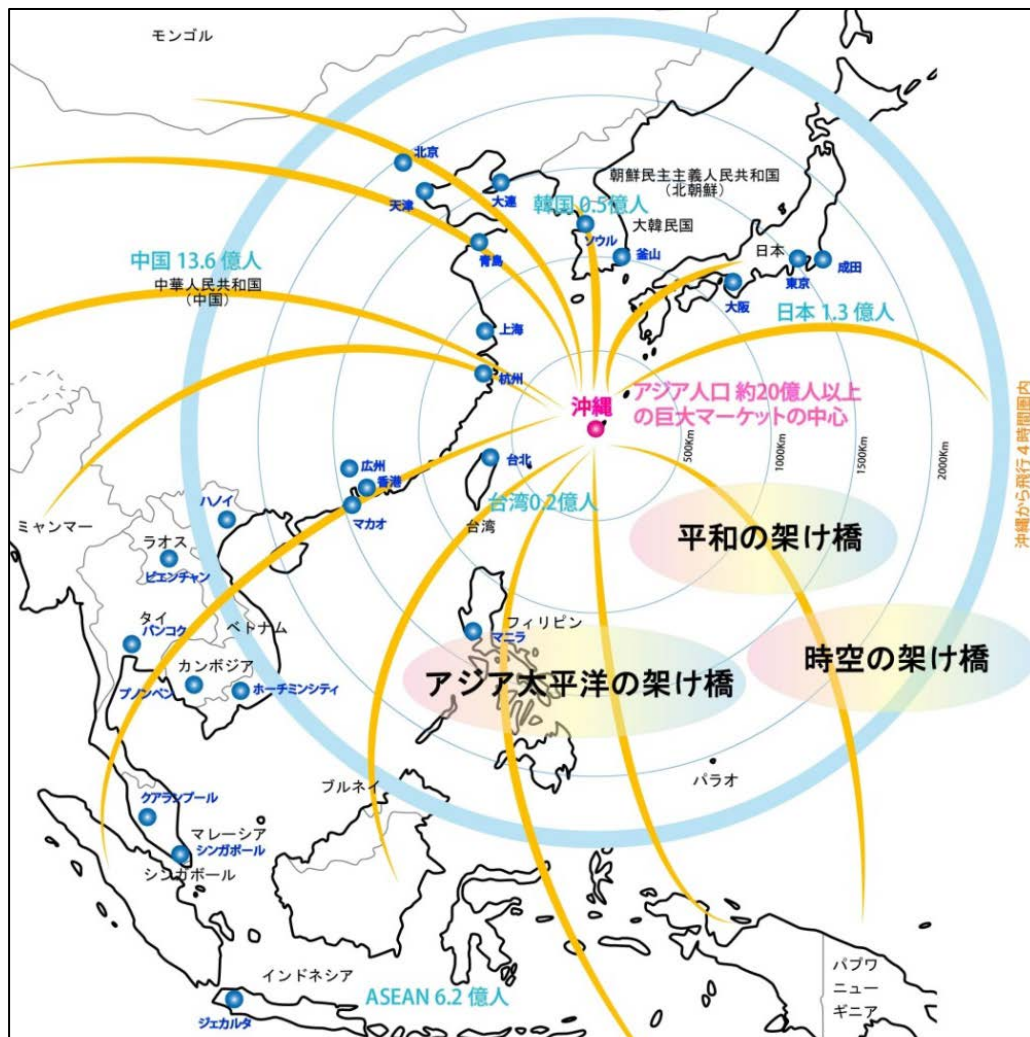 モンゴル
北京
天津
大連
朝鮮民主主義人民共和国
（北朝鮮）
韓国 0.5億人
ソウル
大韓民国
釜山
青島
日本
東京
成田
大阪
中国 13.6 億人
中華人民共和国
（中国）
日本 1.3 億人
上海
杭州
沖縄
アジア人口 約20億人以上
の巨大マーケットの中心
500Km
1000Km
1500Km
2000Km
沖縄から飛行４時間圏内
広州
香港
マカオ
台北
台湾0.2億人
台湾
ハノイ
ミャンマー
ラオス
ビエンチャン
タイ
バンコク
ベトナム
カンボジア
プノンペン
ホーチミンシティ
フィリピン
マニラ
平和の架け橋
時空の架け橋
アジア太平洋の架け橋
パラオ
ブルネイ
クアランプール
マレーシア
シンガポール
シンガポール
インドネシア
ASEAN 6.2 億人
ジェカルタ
パプワ
ニュー
ギニア